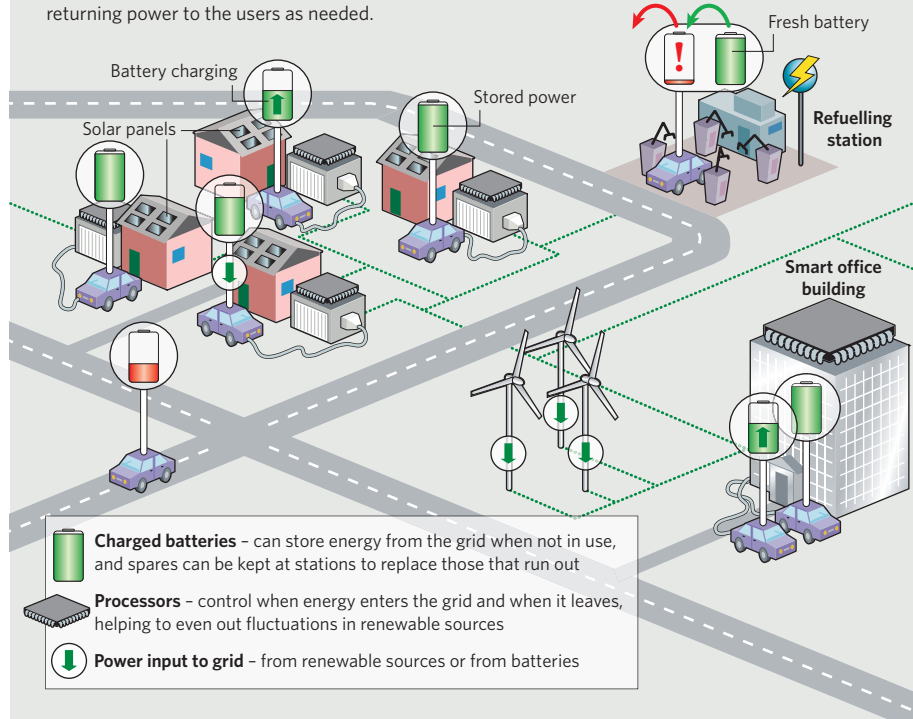 returning power to the users as needed.
Fresh battery
Battery charging
Stored power
Solar panels
Refuelling
station
!
Smart office
building
Charged batteries – can store energy from the grid when not in use,
and spares can be kept at stations to replace those that run out
Processors – control when energy enters the grid and when it leaves,
helping to even out fluctuations in renewable sources
Power input to grid – from renewable sources or from batteries